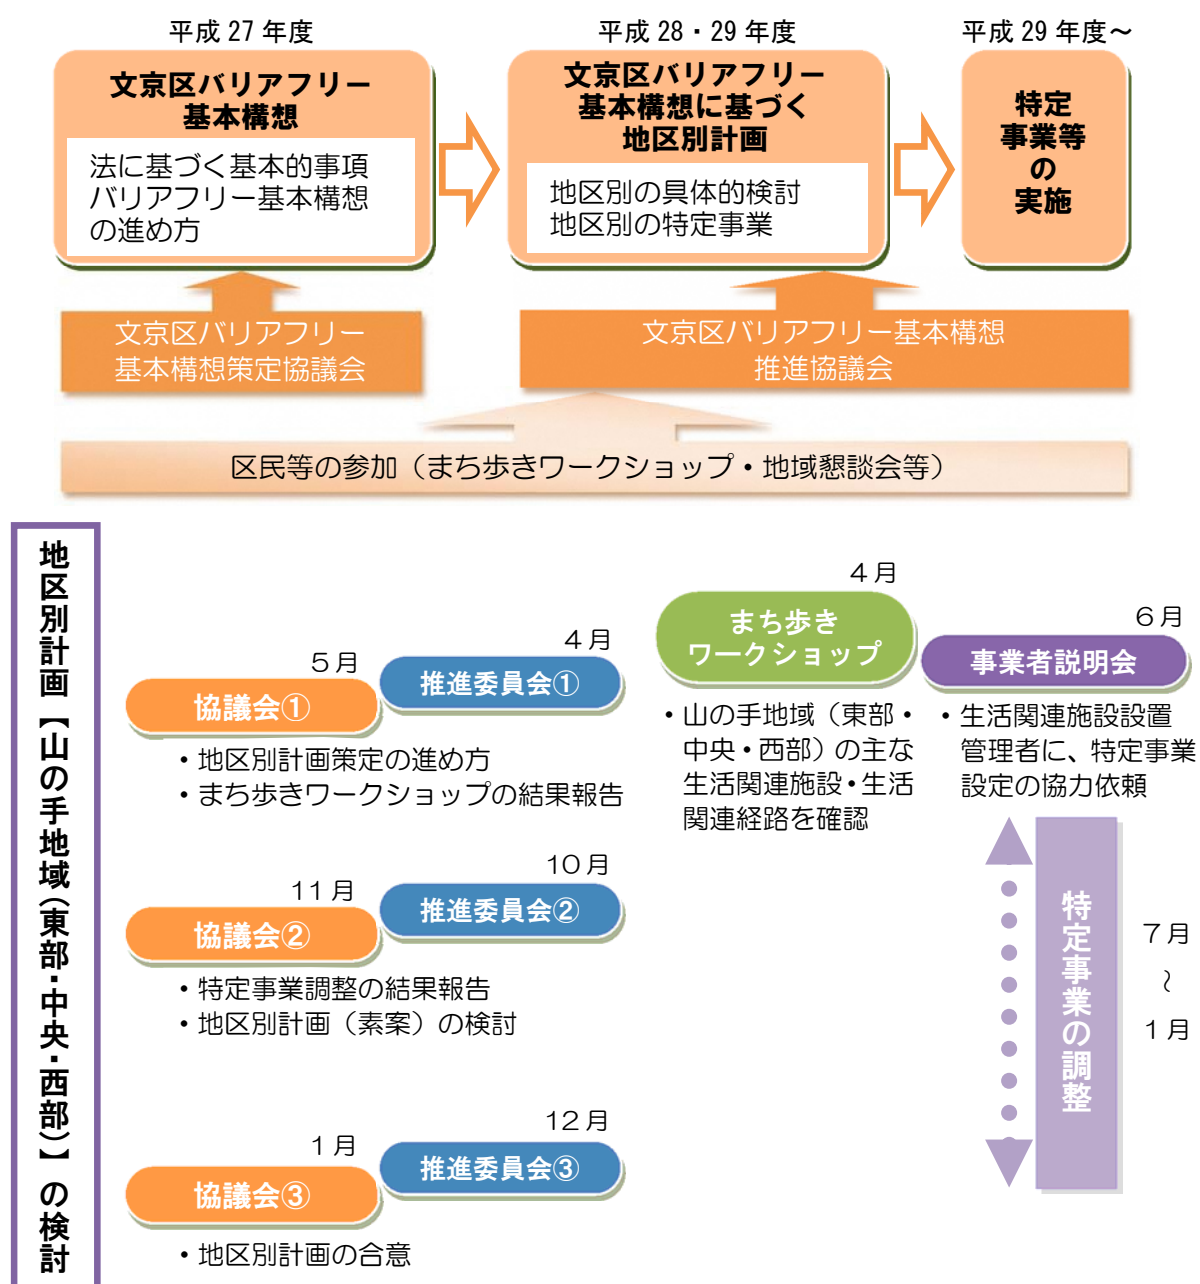 平成 27 年度
文京区バリアフリー
基本構想
法に基づく基本的事項
バリアフリー基本構想
の進め方
平成 28・29 年度
文京区バリアフリー
基本構想に基づく
地区別計画
地区別の具体的検討
地区別の特定事業
平成 29 年度～
特定
事業等
の
実施
文京区バリアフリー
基本構想策定協議会
文京区バリアフリー基本構想
推進協議会
区民等の参加（まち歩きワークショップ・地域懇談会等）
地区別計画【山の手地域（東部・中央・西部）】の検討
5月
協議会①
4月
推進委員会①
・地区別計画策定の進め方
・まち歩きワークショップの結果報告
4月
まち歩き
ワークショップ
・山の手地域（東部・
中央・西部）の主な
生活関連施設・生活
関連経路を確認
6月
事業者説明会
・生活関連施設設置
管理者に、特定事業
設定の協力依頼
11月
協議会②
10月
推進委員会②
・特定事業調整の結果報告
・地区別計画（素案）の検討
特定事業の調整
7月
～
1月
1月
協議会③
12月
推進委員会③
・地区別計画の合意